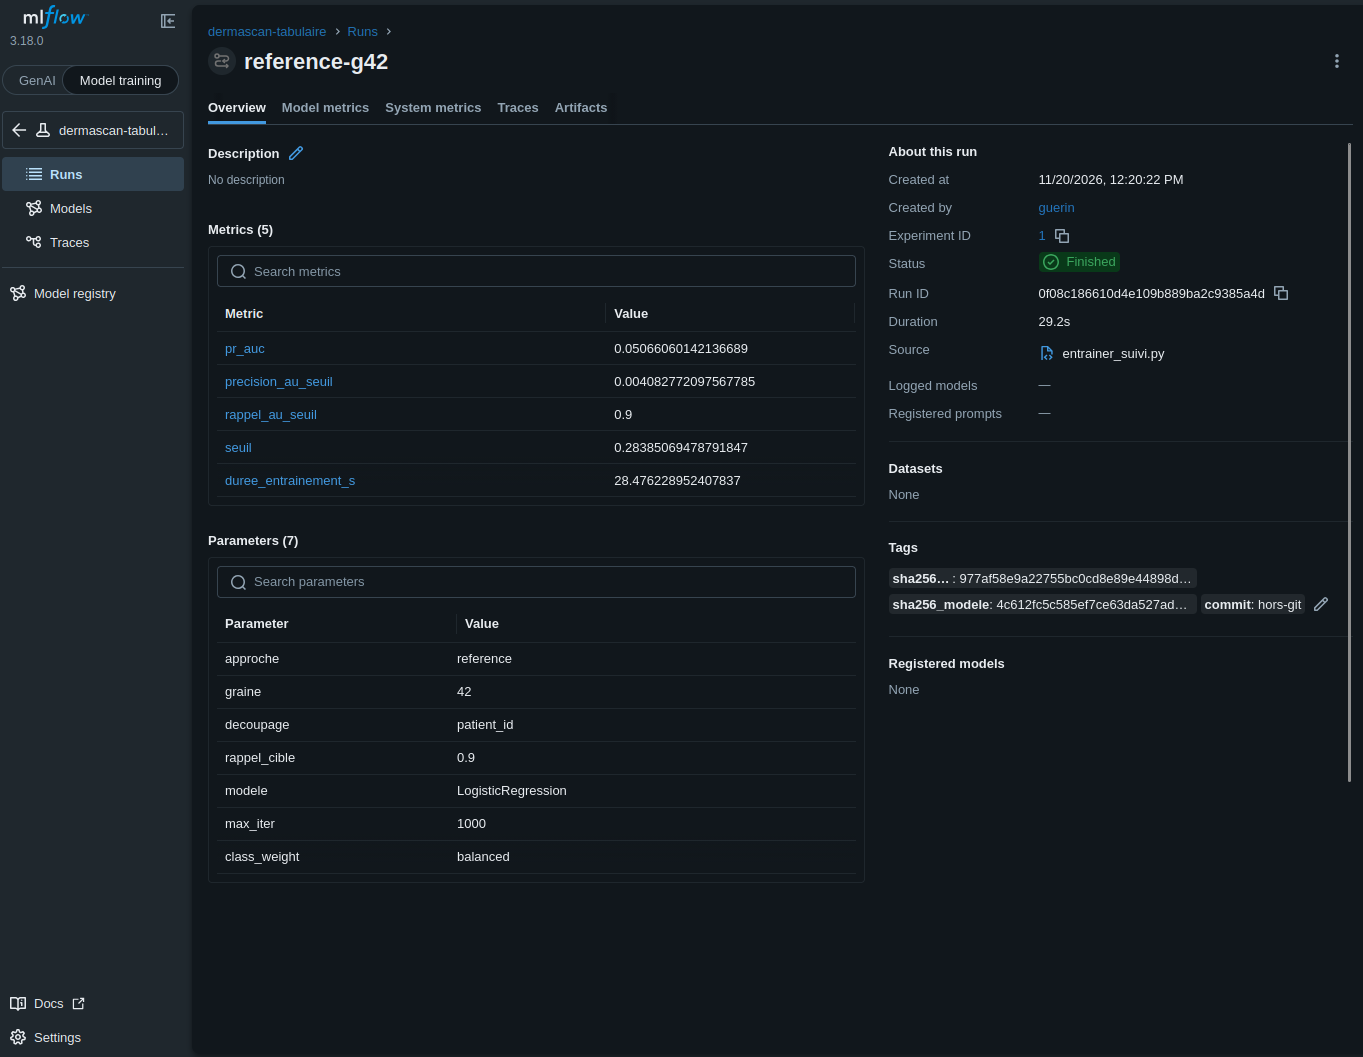 mlflow
3.18.0
GenAI Model training
dermascan-tabul...
Runs
Models
Traces
Model registry
Docs
Settings
dermascan-tabulaire > Runs >
reference-g42
Overview Model metrics System metrics Traces Artifacts
Description
No description
Metrics (5)
Search metrics
Metric Value
pr_auc 0.05066060142136689
precision_au_seuil 0.004082772097567785
rappel_au_seuil 0.9
seuil 0.28385069478791847
duree_entrainement_s 28.476228952407837
Parameters (7)
Search parameters
Parameter Value
approche reference
graine 42
decoupage patient_id
rappel_cible 0.9
modele LogisticRegression
max_iter 1000
class_weight balanced
About this run
Created at 11/20/2026, 12:20:22 PM
Created by guerin
Experiment ID 1
Status Finished
Run ID 0f08c186610d4e109b889ba2c9385a4d
Duration 29.2s
Source entrainer_suivi.py
Logged models —
Registered prompts —
Datasets
None
Tags
sha256... : 977af58e9a22755bc0cd8e89e44898d...
sha256_modele: 4c612fc5c585ef7ce63da527ad... commit: hors-git
Registered models
None